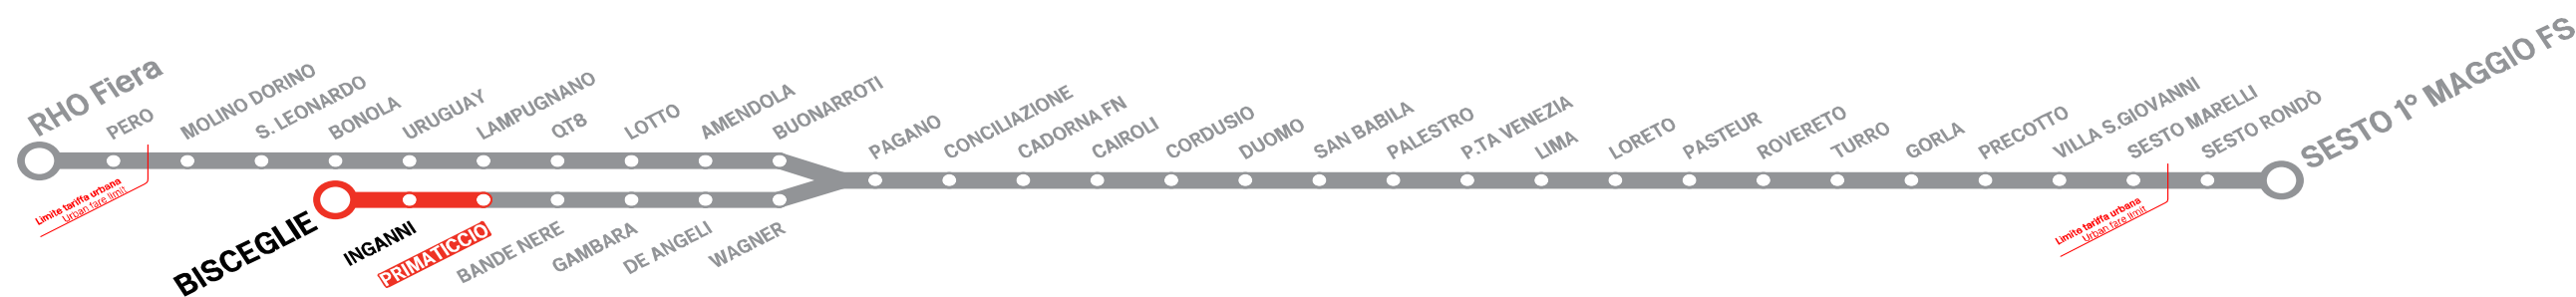 RHO Fiera
PERO
MOLINO DORINO
S. LEONARDO
BONOLA
URUGUAY
LAMPUGNANO
QT8
LOTTO
AMENDOLA
BUONARROTI
PAGANO
CONCILIAZIONE
CADORNA FN
CAIROLI
CORDUSIO
DUOMO
SAN BABILA
PALESTRO
P.TA VENEZIA
LIMA
LORETO
PASTEUR
ROVERETO
TURRO
GORLA
PRECOTTO
VILLA S.GIOVANNI
SESTO MARELLI
SESTO RONDÒ
SESTO 1° MAGGIO FS
Limite tariffa urbana
Urban fare limit
BISCEGLIE
INGANNI
PRIMATICCIO
BANDE NERE
GAMBARA
DE ANGELI
WAGNER
Limite tariffa urbana
Urban fare limit